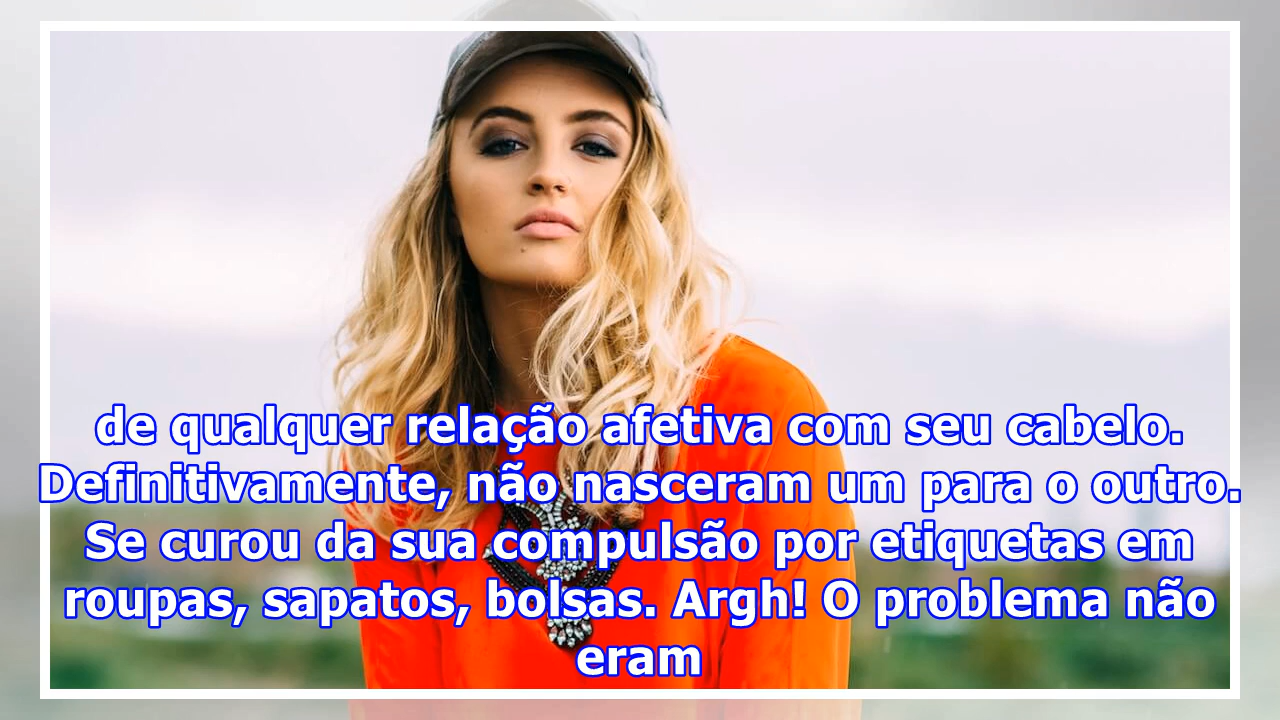 de qualquer relação afetiva com seu cabelo.
Definitivamente, não nasceram um para o outro.
Se curou da sua compulsão por etiquetas em
roupas, sapatos, bolsas. Argh! O problema não
eram